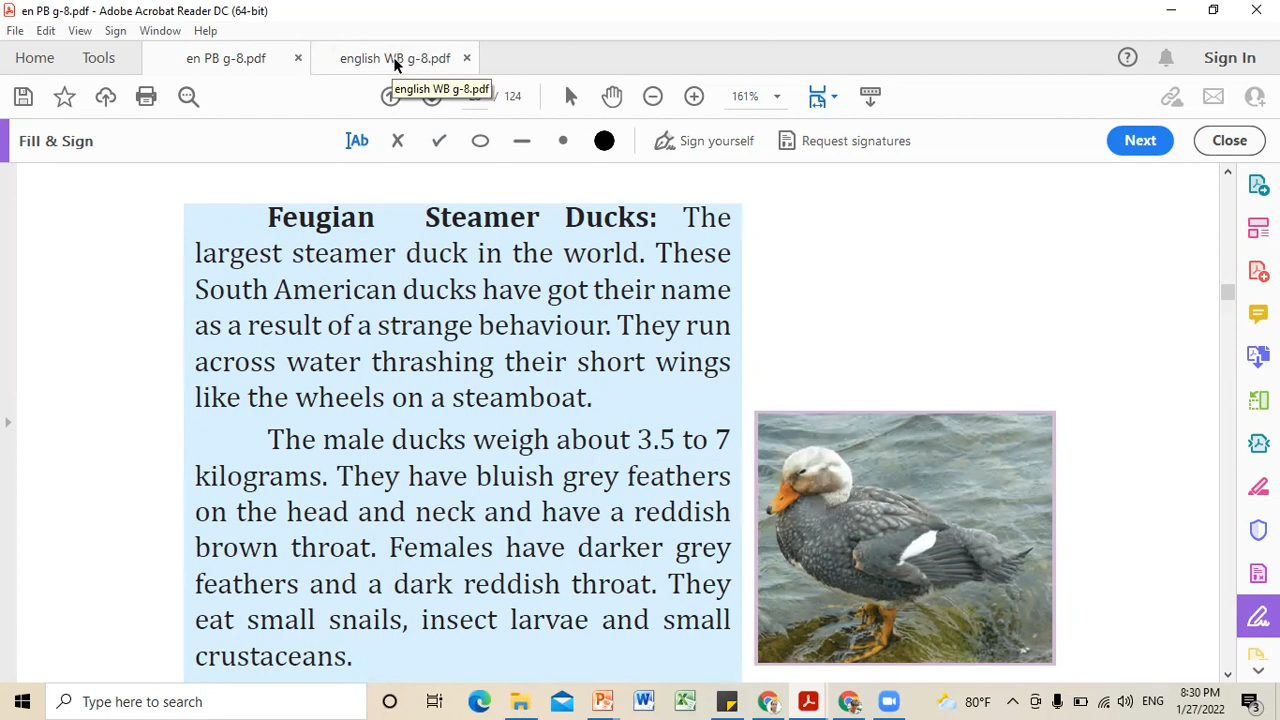 en PB g-8.pdf - Adobe Acrobat Reader DC (64-bit)
File Edit View Sign Window Help
Home Tools en PB g-8.pdf × english WB g-8.pdf × Sign In
english WB g-8.pdf
/ 124 161%
Fill & Sign Sign yourself Request signatures Next Close
Feugian Steamer Ducks: The
largest steamer duck in the world. These
South American ducks have got their name
as a result of a strange behaviour. They run
across water thrashing their short wings
like the wheels on a steamboat.
The male ducks weigh about 3.5 to 7
kilograms. They have bluish grey feathers
on the head and neck and have a reddish
brown throat. Females have darker grey
feathers and a dark reddish throat. They
eat small snails, insect larvae and small
crustaceans.
Type here to search
80°F ENG
8:30 PM
1/27/2022